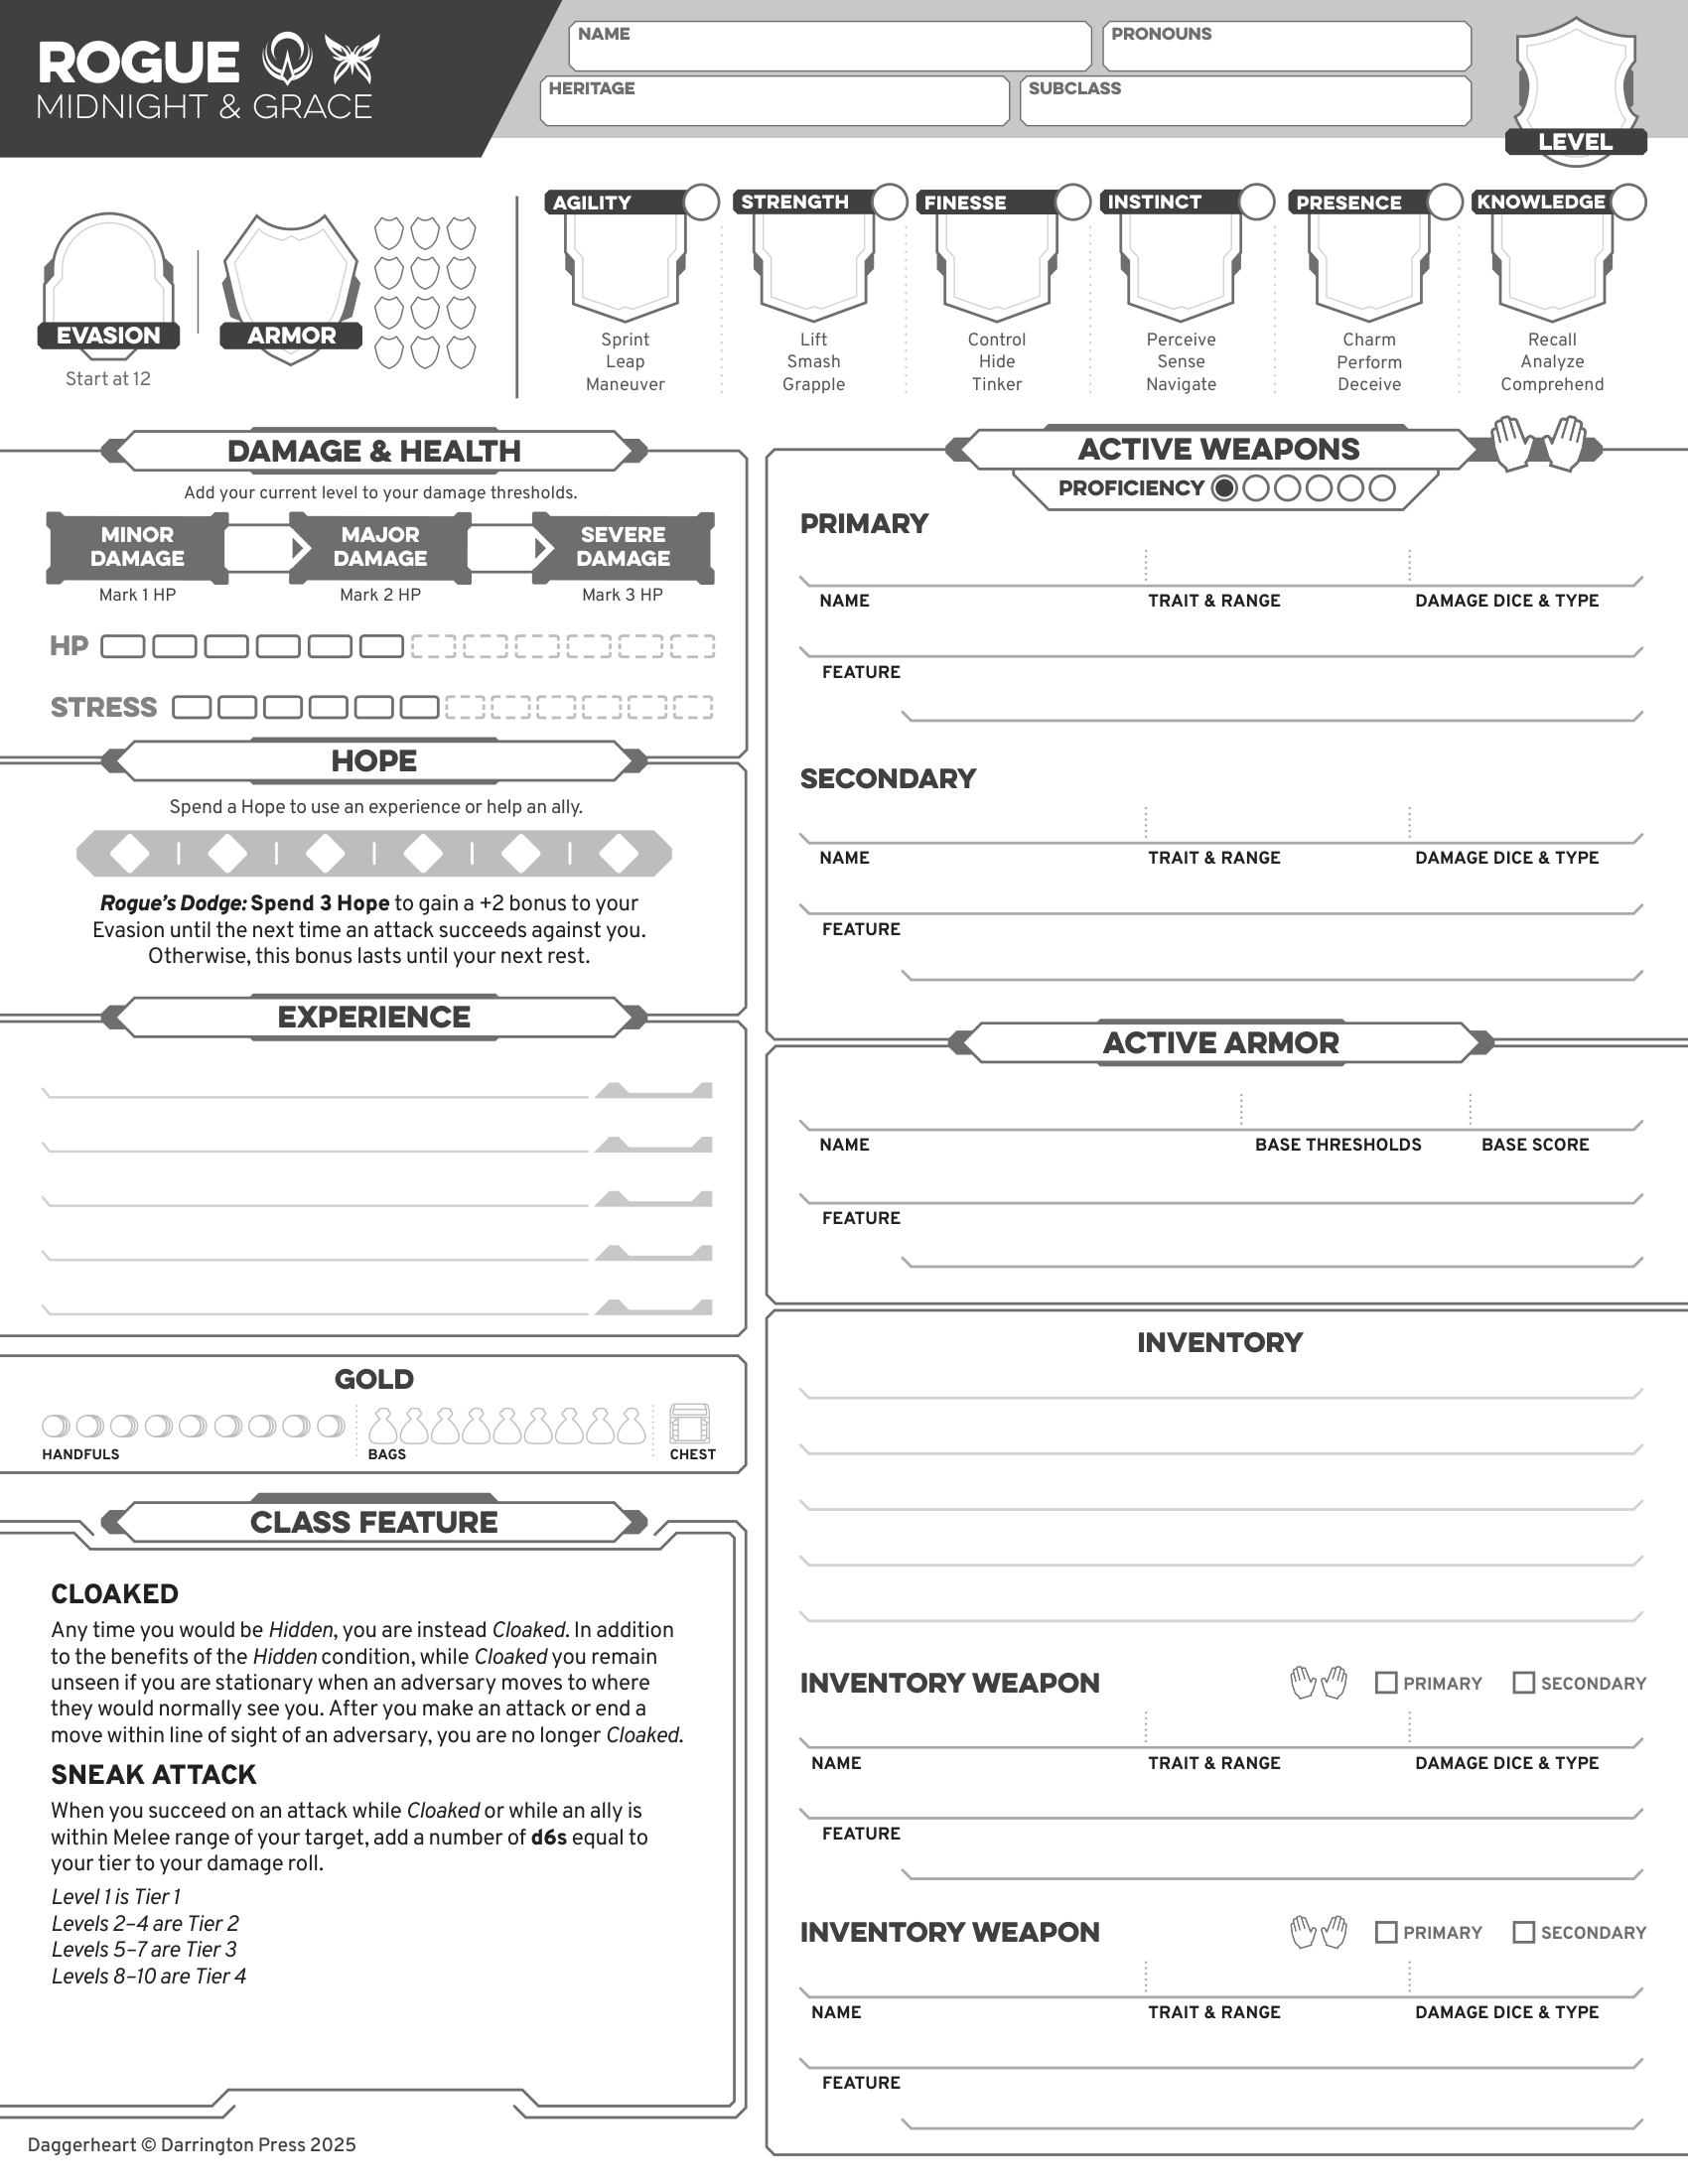 ROGUE
MIDNIGHT & GRACE
NAME
PRONOUNS
HERITAGE
SUBCLASS
LEVEL
EVASION
Start at 12
ARMOR
AGILITY
Sprint
Leap
Maneuver
STRENGTH
Lift
Smash
Grapple
FINESSE
Control
Hide
Tinker
INSTINCT
Perceive
Sense
Navigate
PRESENCE
Charm
Perform
Deceive
KNOWLEDGE
Recall
Analyze
Comprehend
DAMAGE & HEALTH
Add your current level to your damage thresholds.
MINOR
DAMAGE
Mark 1 HP
MAJOR
DAMAGE
Mark 2 HP
SEVERE
DAMAGE
Mark 3 HP
HP
STRESS
HOPE
Spend a Hope to use an experience or help an ally.
Rogue's Dodge: Spend 3 Hope to gain a +2 bonus to your
Evasion until the next time an attack succeeds against you.
Otherwise, this bonus lasts until your next rest.
EXPERIENCE
GOLD
HANDFULS
BAGS
CHEST
CLASS FEATURE
CLOAKED
Any time you would be Hidden, you are instead Cloaked. In addition
to the benefits of the Hidden condition, while Cloaked you remain
unseen if you are stationary when an adversary moves to where
they would normally see you. After you make an attack or end a
move within line of sight of an adversary, you are no longer Cloaked.
SNEAK ATTACK
When you succeed on an attack while Cloaked or while an ally is
within Melee range of your target, add a number of d6s equal to
your tier to your damage roll.
Level 1 is Tier 1
Levels 2–4 are Tier 2
Levels 5–7 are Tier 3
Levels 8–10 are Tier 4
Daggerheart © Darrington Press 2025
ACTIVE WEAPONS
PROFICIENCY
PRIMARY
NAME
TRAIT & RANGE
DAMAGE DICE & TYPE
FEATURE
SECONDARY
NAME
TRAIT & RANGE
DAMAGE DICE & TYPE
FEATURE
ACTIVE ARMOR
NAME
BASE THRESHOLDS
BASE SCORE
FEATURE
INVENTORY
INVENTORY WEAPON
PRIMARY
SECONDARY
NAME
TRAIT & RANGE
DAMAGE DICE & TYPE
FEATURE
INVENTORY WEAPON
PRIMARY
SECONDARY
NAME
TRAIT & RANGE
DAMAGE DICE & TYPE
FEATURE